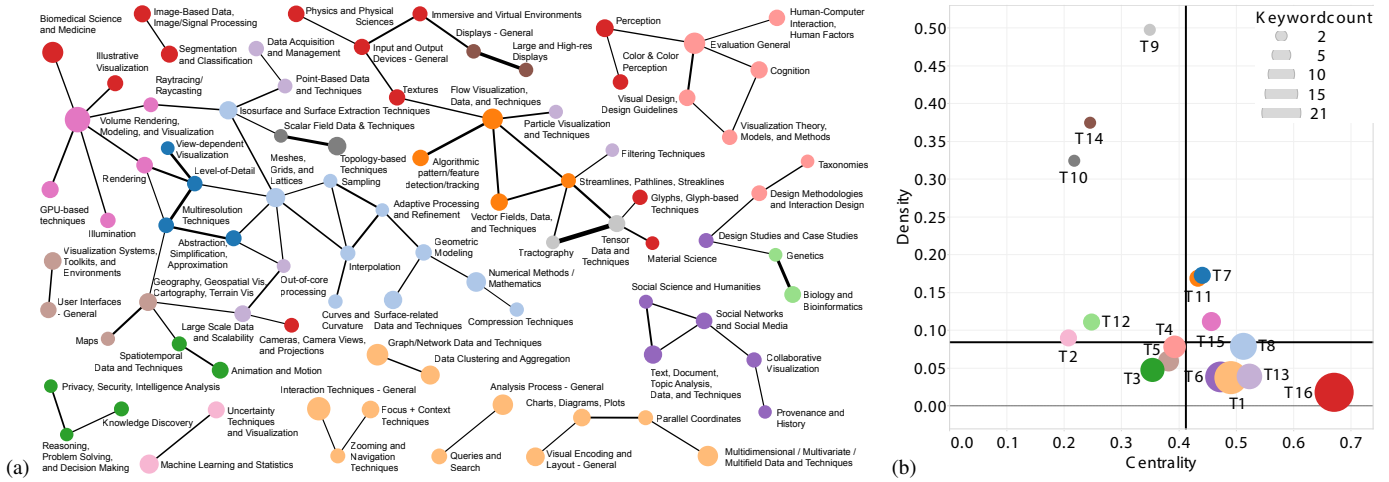 Biomedical Science
and Medicine
Image-Based Data,
Image/Signal Processing
Segmentation
and Classification
Illustrative
Visualization
Raytracing/
Raycasting
Data Acquisition
and Management
Point-Based Data
and Techniques
Physics and Physical
Sciences
Input and Output
Devices - General
Immersive and Virtual Environments
Displays - General
Large and High-res
Displays
Textures
Perception
Color & Color
Perception
Human-Computer
Interaction,
Human Factors
Evaluation General
Cognition
Visual Design,
Design Guidelines
Visualization Theory,
Models, and Methods
Volume Rendering,
Modeling, and Visualization
Isosurface and Surface Extraction Techniques
Scalar Field Data & Techniques
Topology-based
Techniques
Flow Visualization,
Data, and Techniques
Particle Visualization
and Techniques
Filtering Techniques
Algorithmic
pattern/feature
detection/tracking
Streamlines, Pathlines, Streaklines
Vector Fields, Data,
and Techniques
Glyphs, Glyph-based
Techniques
Tractography
Tensor
Data and
Techniques
Material Science
View-dependent
Visualization
Level-of-Detail
Rendering
Meshes,
Grids, and
Lattices
Sampling
Adaptive Processing
and Refinement
GPU-based
techniques
Illumination
Multiresolution
Techniques
Abstraction,
Simplification,
Approximation
Out-of-core
processing
Interpolation
Geometric
Modeling
Numerical Methods /
Mathematics
Compression Techniques
Curves and
Curvature
Surface-related
Data and Techniques
Taxonomies
Design Methodologies
and Interaction Design
Design Studies and Case Studies
Genetics
Biology and
Bioinformatics
Visualization Systems,
Toolkits, and
Environments
User Interfaces
- General
Geography, Geospatial Vis,
Cartography, Terrain Vis
Maps
Large Scale Data
and Scalability
Cameras, Camera Views,
and Projections
Spatiotemporal
Data and Techniques
Animation and Motion
Social Science and Humanities
Social Networks
and Social Media
Text, Document,
Topic Analysis,
Data, and Techniques
Collaborative
Visualization
Provenance and
History
Graph/Network Data and Techniques
Data Clustering and Aggregation
Privacy, Security, Intelligence Analysis
Knowledge Discovery
Reasoning,
Problem Solving,
and Decision Making
Uncertainty
Techniques
and Visualization
Machine Learning and Statistics
Interaction Techniques - General
Focus + Context
Techniques
Zooming and
Navigation
Techniques
Analysis Process - General
Queries and
Search
Charts, Diagrams, Plots
Parallel Coordinates
Visual Encoding and
Layout - General
Multidimensional / Multivariate /
Multifield Data and Techniques
(a)
(b)
Density
0.50
0.45
0.40
0.35
0.30
0.25
0.20
0.15
0.10
0.05
0.00
0.0 0.1 0.2 0.3 0.4 0.5 0.6 0.7
Centrality
Keywordcount
2
5
10
15
21
T9
T14
T10
T7
T11
T12
T15
T2
T4
T5
T8
T3
T6
T13
T1
T16